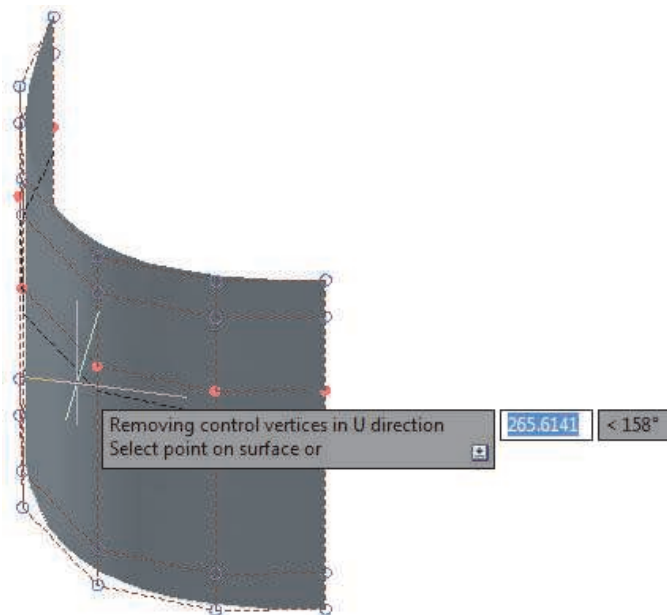 Removing control vertices in U direction 265.6141 < 158°
Select point on surface or